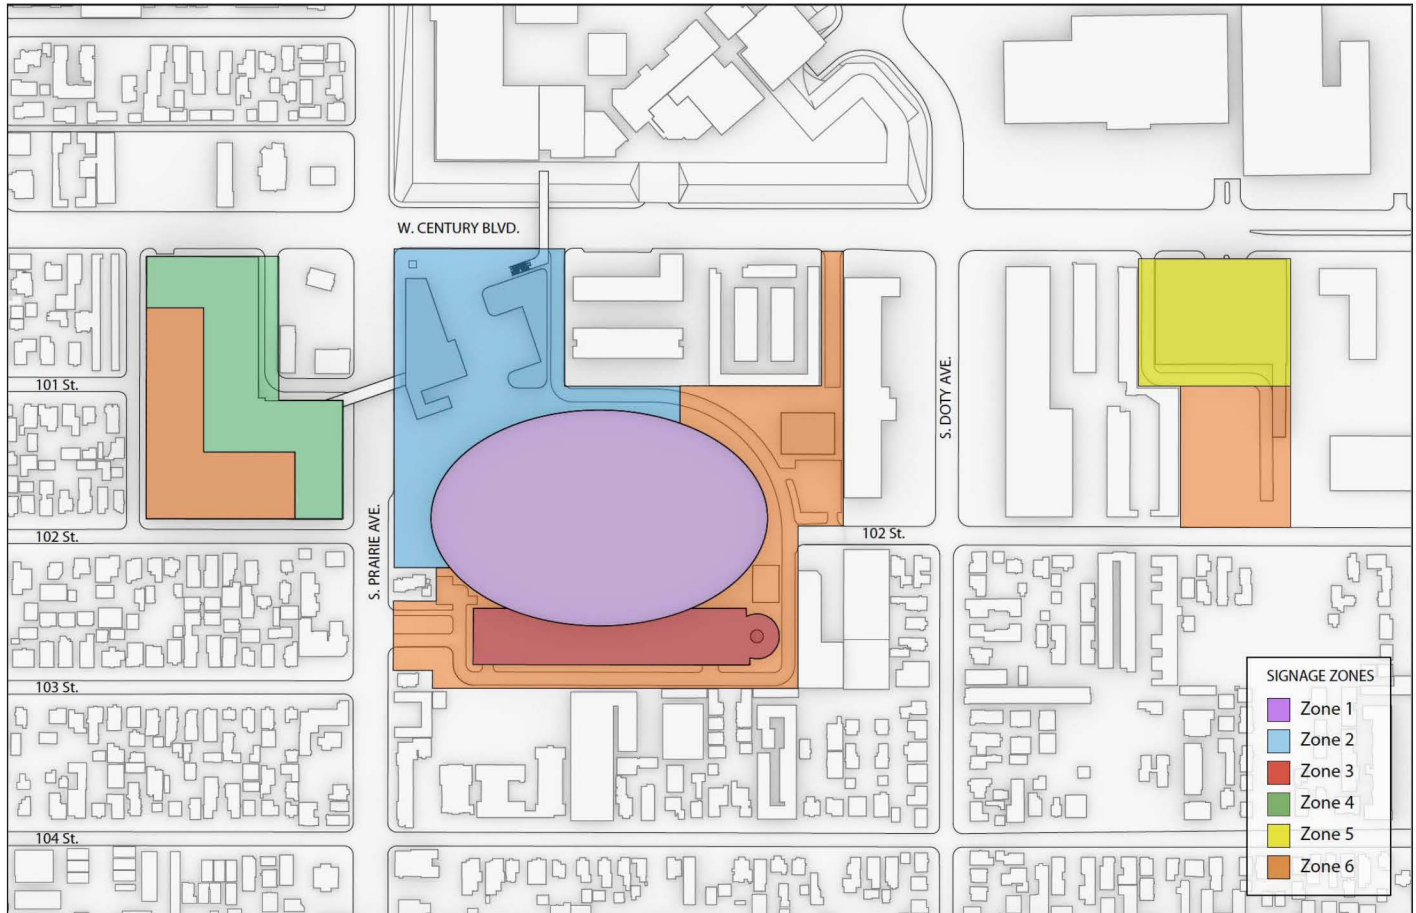 W. CENTURY BLVD.
101 St.
S. DOTY AVE.
S. PRAIRIE AVE.
102 St.
102 St.
103 St.
104 St.
SIGNAGE ZONES
Zone 1
Zone 2
Zone 3
Zone 4
Zone 5
Zone 6